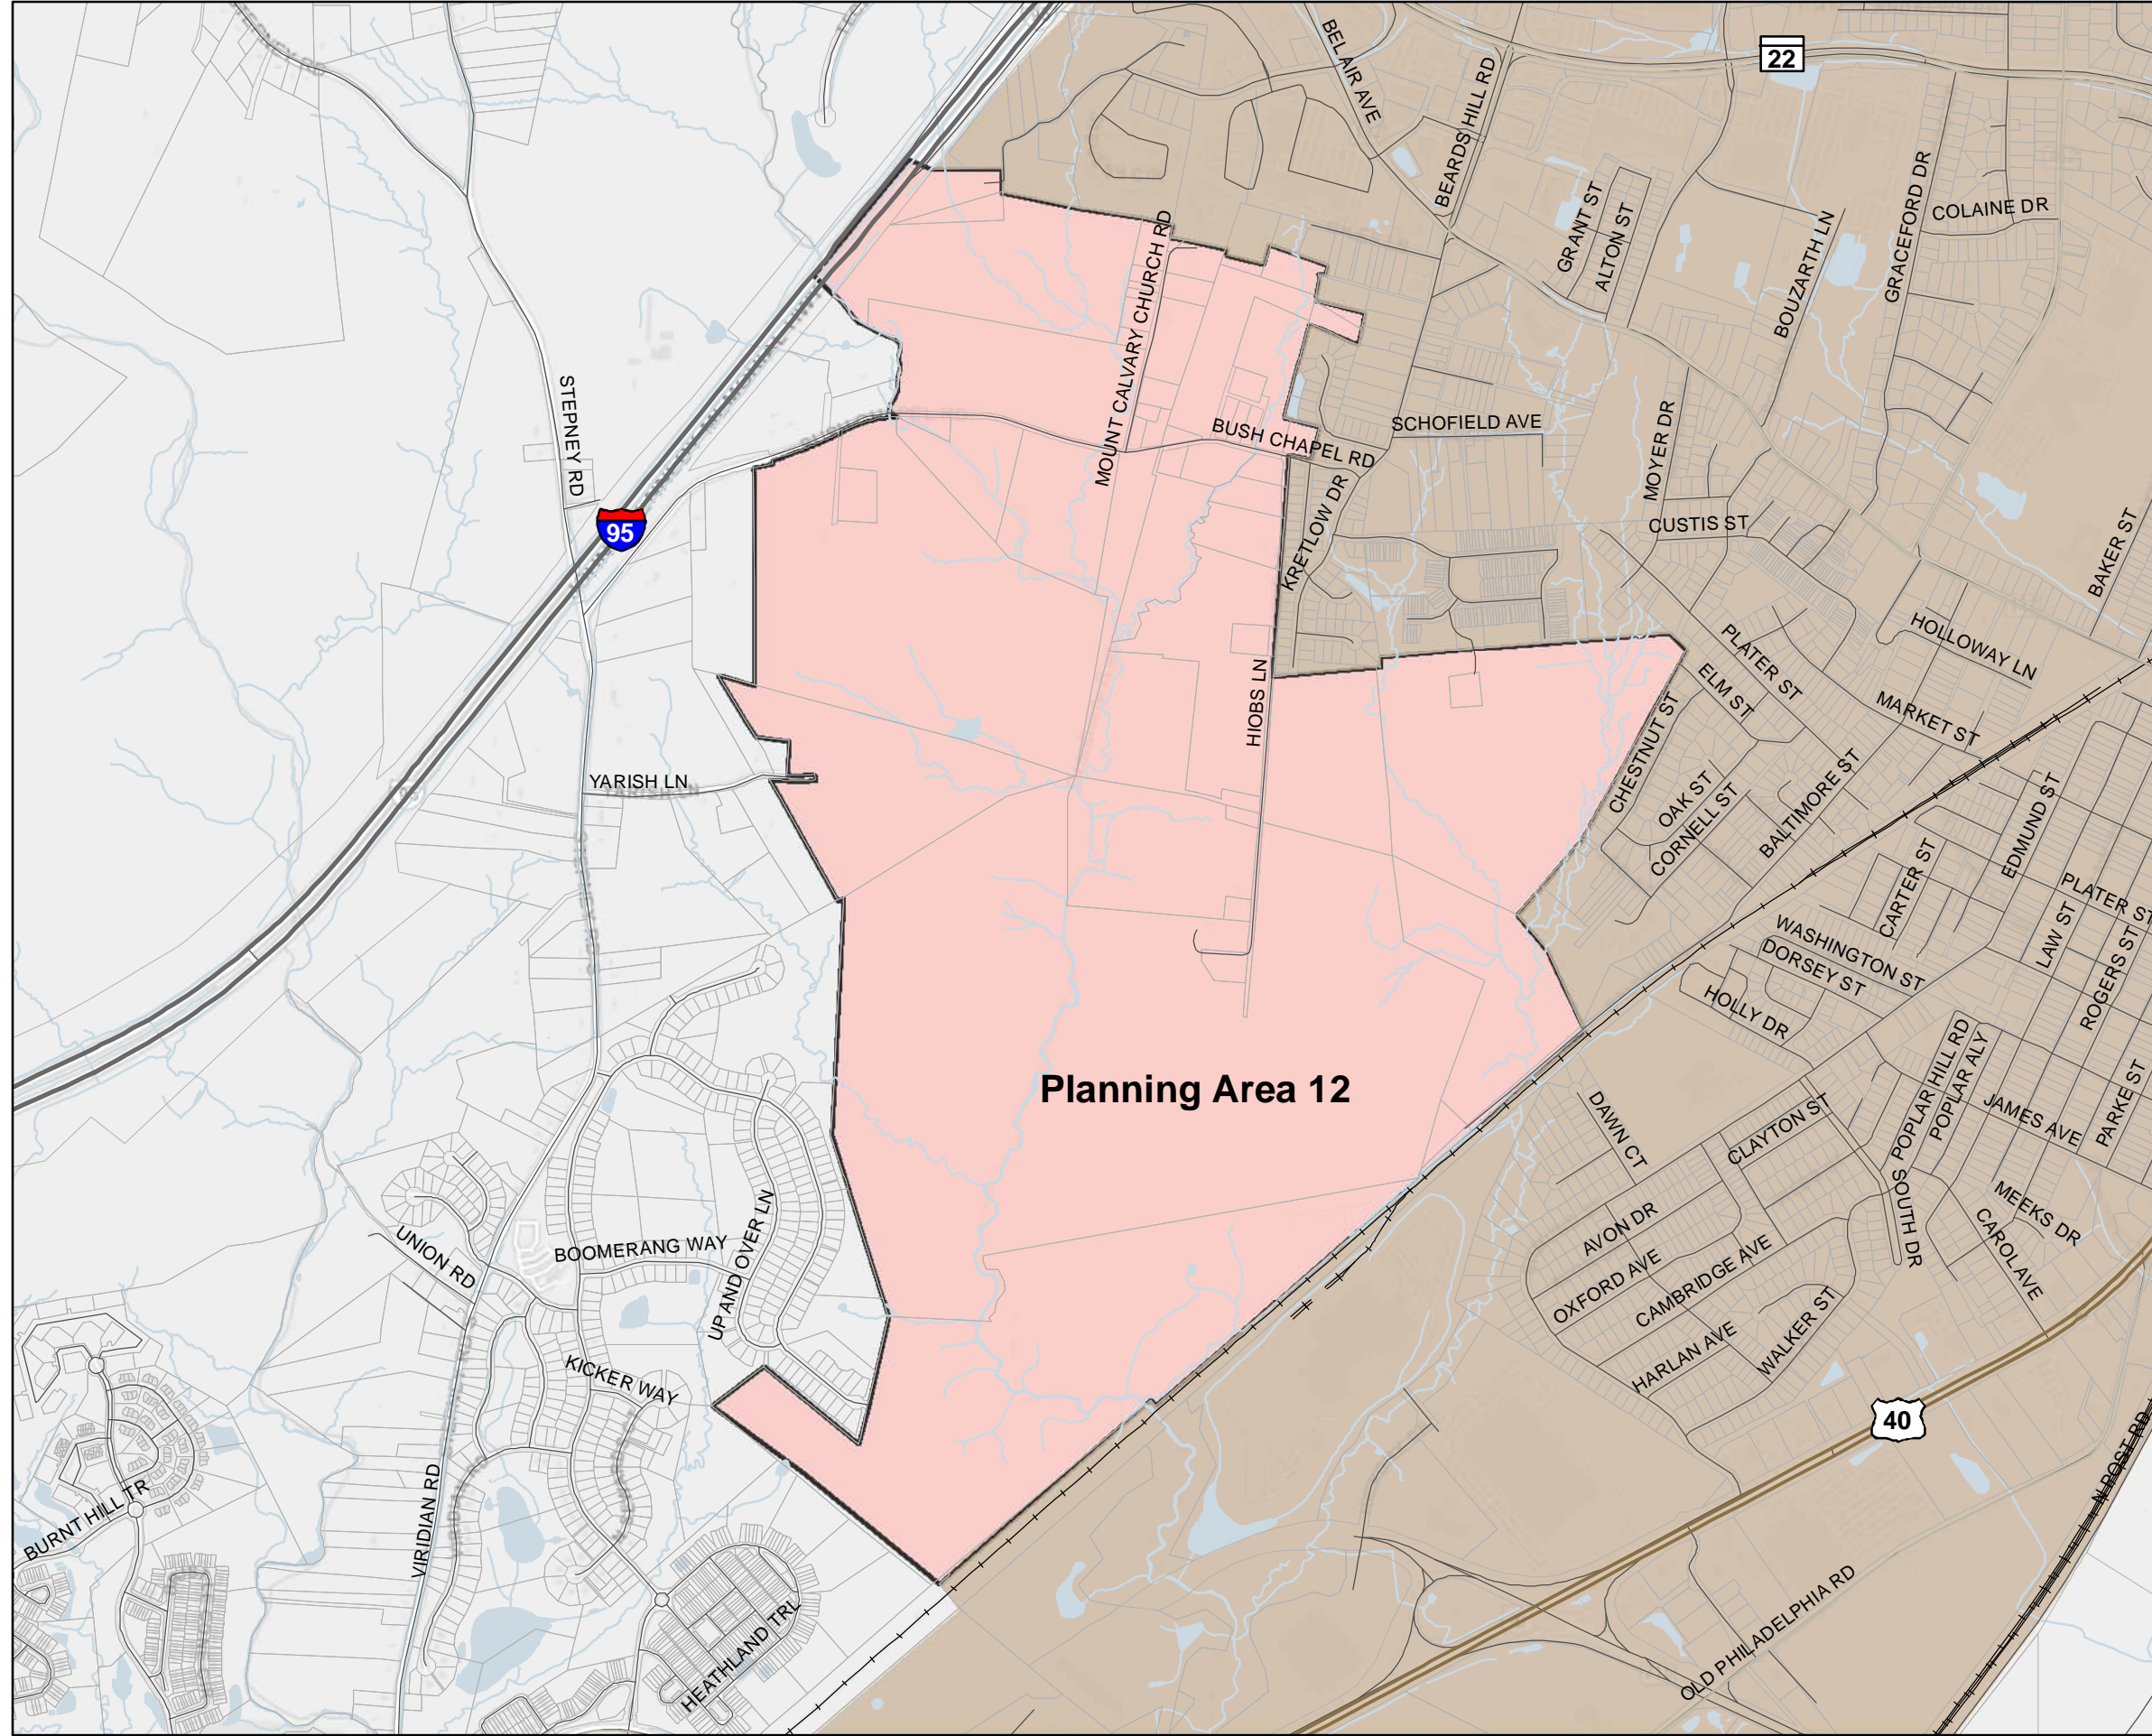 22
BEL AIR AVE
BEARDS HILL RD
GRANT ST
ALTON ST
BOUZARTH LN
GRACEFORD DR
COLAINE DR
MOUNT CALVARY CHURCH RD
STEPNEY RD
95
BUSH CHAPEL RD
SCHOFIELD AVE
MOYER DR
CUSTIS ST
KRETLOW DR
BAKER ST
HOLLOWAY LN
PLATER ST
ELM ST
MARKET ST
HIOBS LN
CHESTNUT ST
YARISH LN
OAK ST
CORNELL ST
BALTIMORE ST
EDMUND ST
CARTER ST
PLATER ST
LAW ST
ROGERS ST
WASHINGTON ST
DORSEY ST
HOLLY DR
Planning Area 12
DAWN CT
CLAYTON ST
POPLAR HILL RD
POPLAR ALY
JAMES AVE
PARKE ST
SOUTH DR
MEEKS DR
CAROL AVE
AVON DR
OXFORD AVE
CAMBRIDGE AVE
HARLAN AVE
WALKER ST
UNION RD
BOOMERANG WAY
UP AND OVER LN
KICKER WAY
40
N POST RD
BURNT HILL TR
VIRIDIAN RD
HEATHLAND TRL
OLD PHILADELPHIA RD